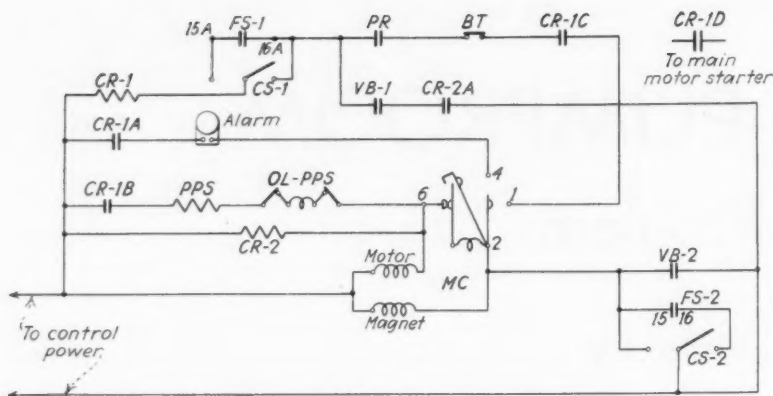 15A FS-1 PR BT CR-1C CR-1D
16A
To main
motor starter
CR-1 CS-1
VB-1 CR-2A
CR-1A Alarm
4
CR-1B PPS OL-PPS 6 1
CR-2 2
Motor
MC VB-2
Magnet
FS-2
15 16
To control
power
CS-2